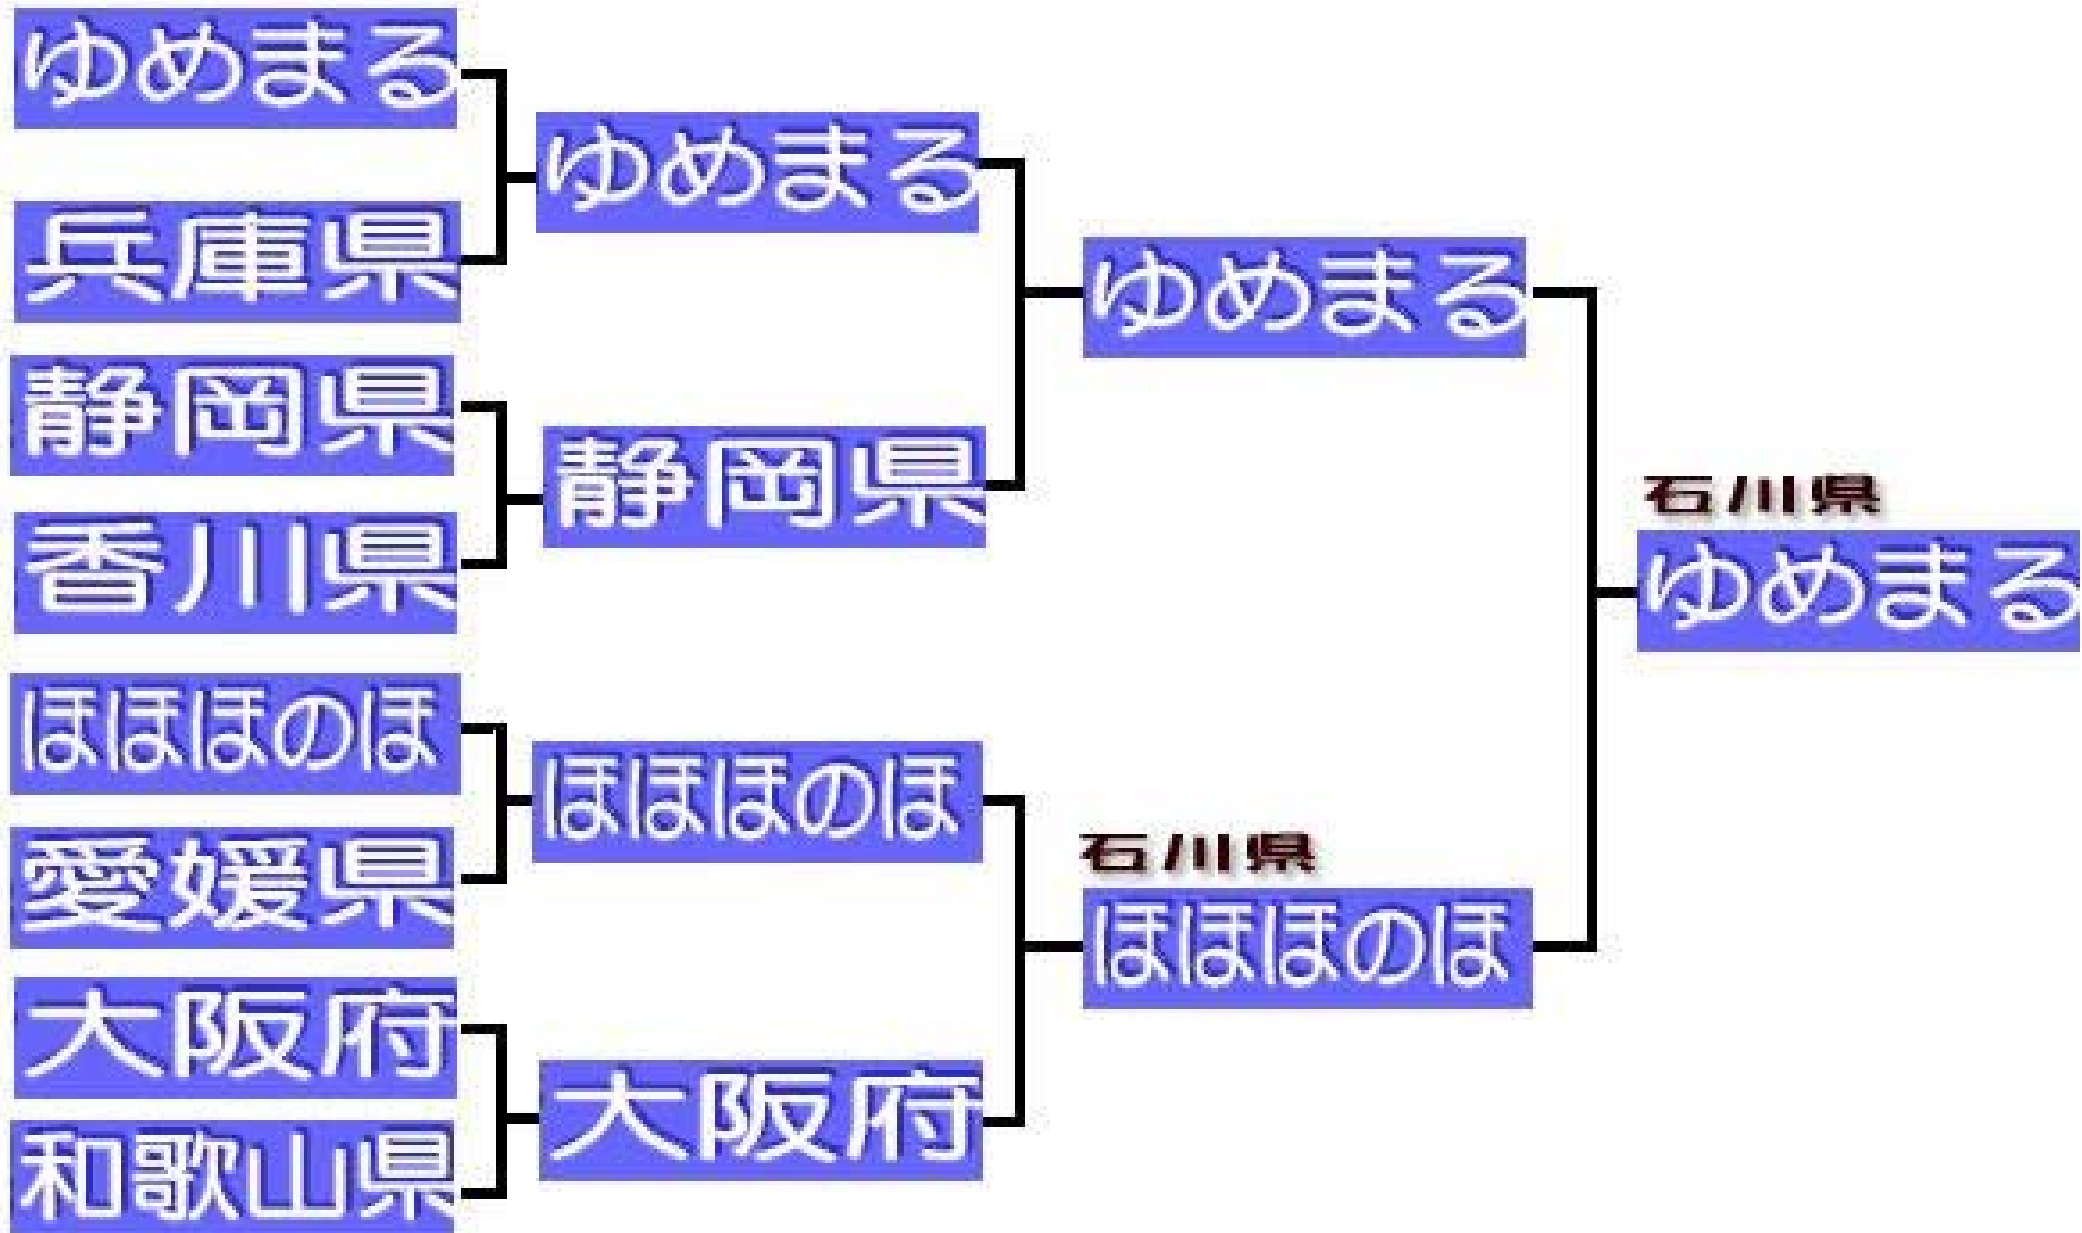 ゆめまる
兵庫県
静岡県
香川県
ほほほのほ
愛媛県
大阪府
和歌山県
ゆめまる
静岡県
ほほほのほ
大阪府
ゆめまる
石川県
ほほほのほ
石川県
ゆめまる